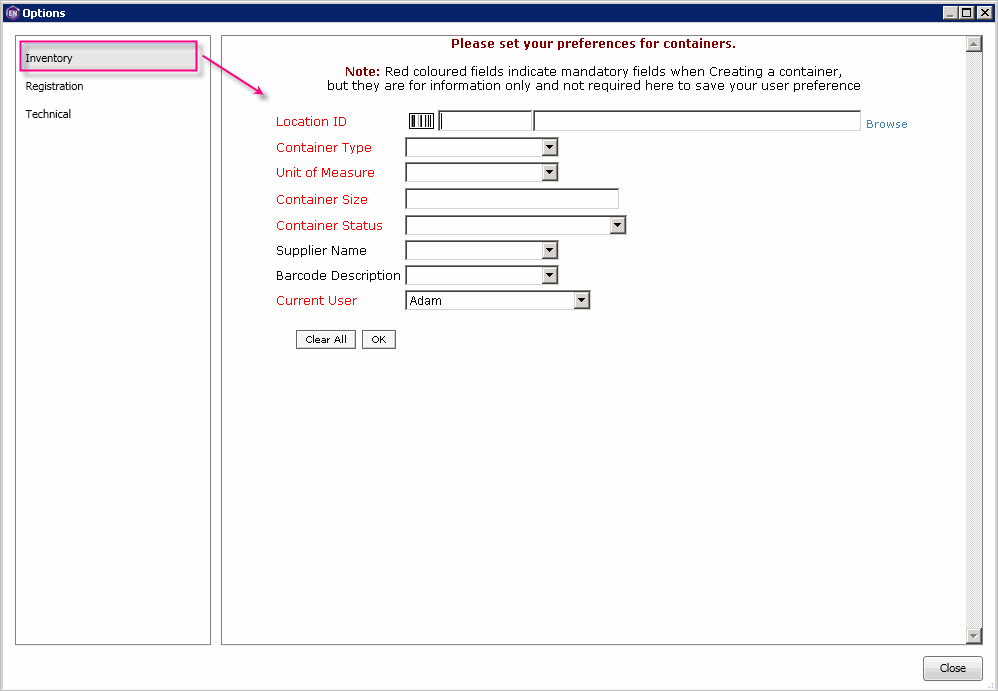 EN Options
Inventory
Registration
Technical
Please set your preferences for containers.
Note: Red coloured fields indicate mandatory fields when Creating a container,
but they are for information only and not required here to save your user preference
Location ID
Browse
Container Type
Unit of Measure
Container Size
Container Status
Supplier Name
Barcode Description
Current User Adam
Clear All OK
Close